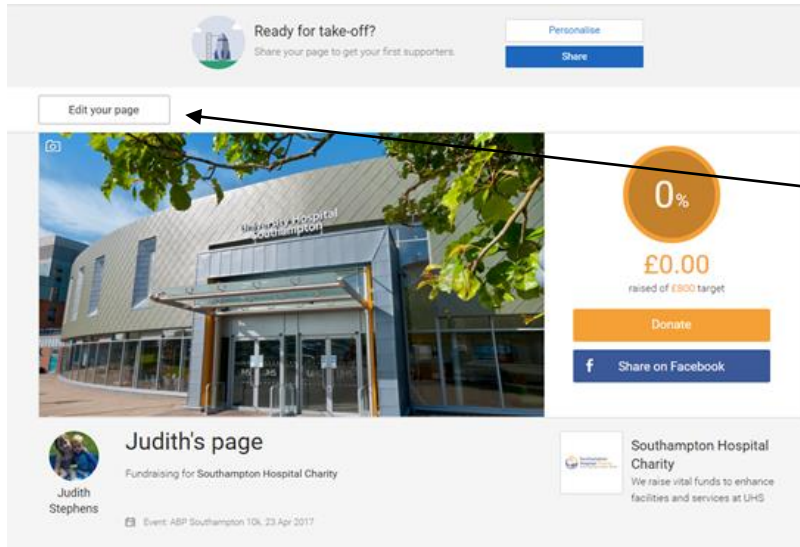 Ready for take-off?
Share your page to get your first supporters.
Personalise
Share
Edit your page
University Hospital
Southampton
0%
£0.00
raised of £800 target
Donate
f Share on Facebook
Judith
Stephens
Judith's page
Fundraising for Southampton Hospital Charity
Event: ABP Southampton 10k, 23 Apr 2017
Southampton Hospital
Charity
We raise vital funds to enhance
facilities and services at UHS